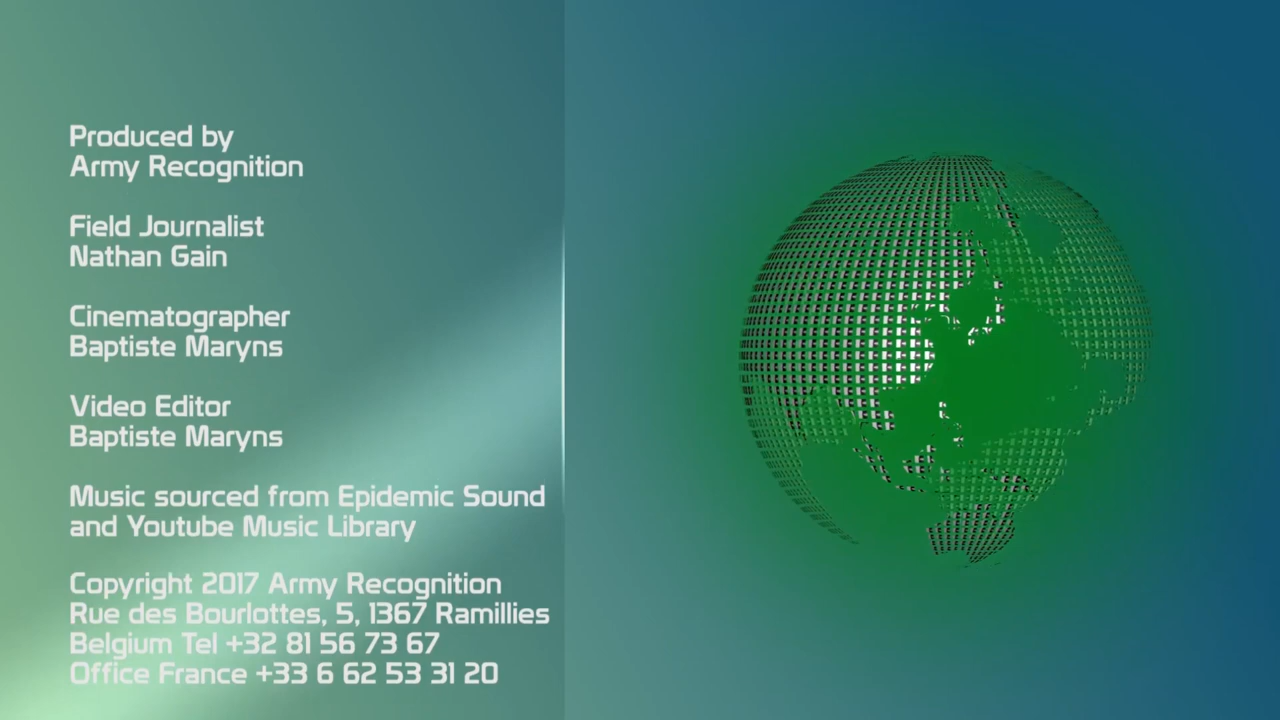 Produced by
Army Recognition
Field Journalist
Nathan Gain
Cinematographer
Baptiste Maryns
Video Editor
Baptiste Maryns
Music sourced from Epidemic Sound
and Youtube Music Library
Copyright 2017 Army Recognition
Rue des Bourlottes, 5, 1367 Ramillies
Belgium Tel +32 81 56 73 67
Office France +33 6 62 53 31 20